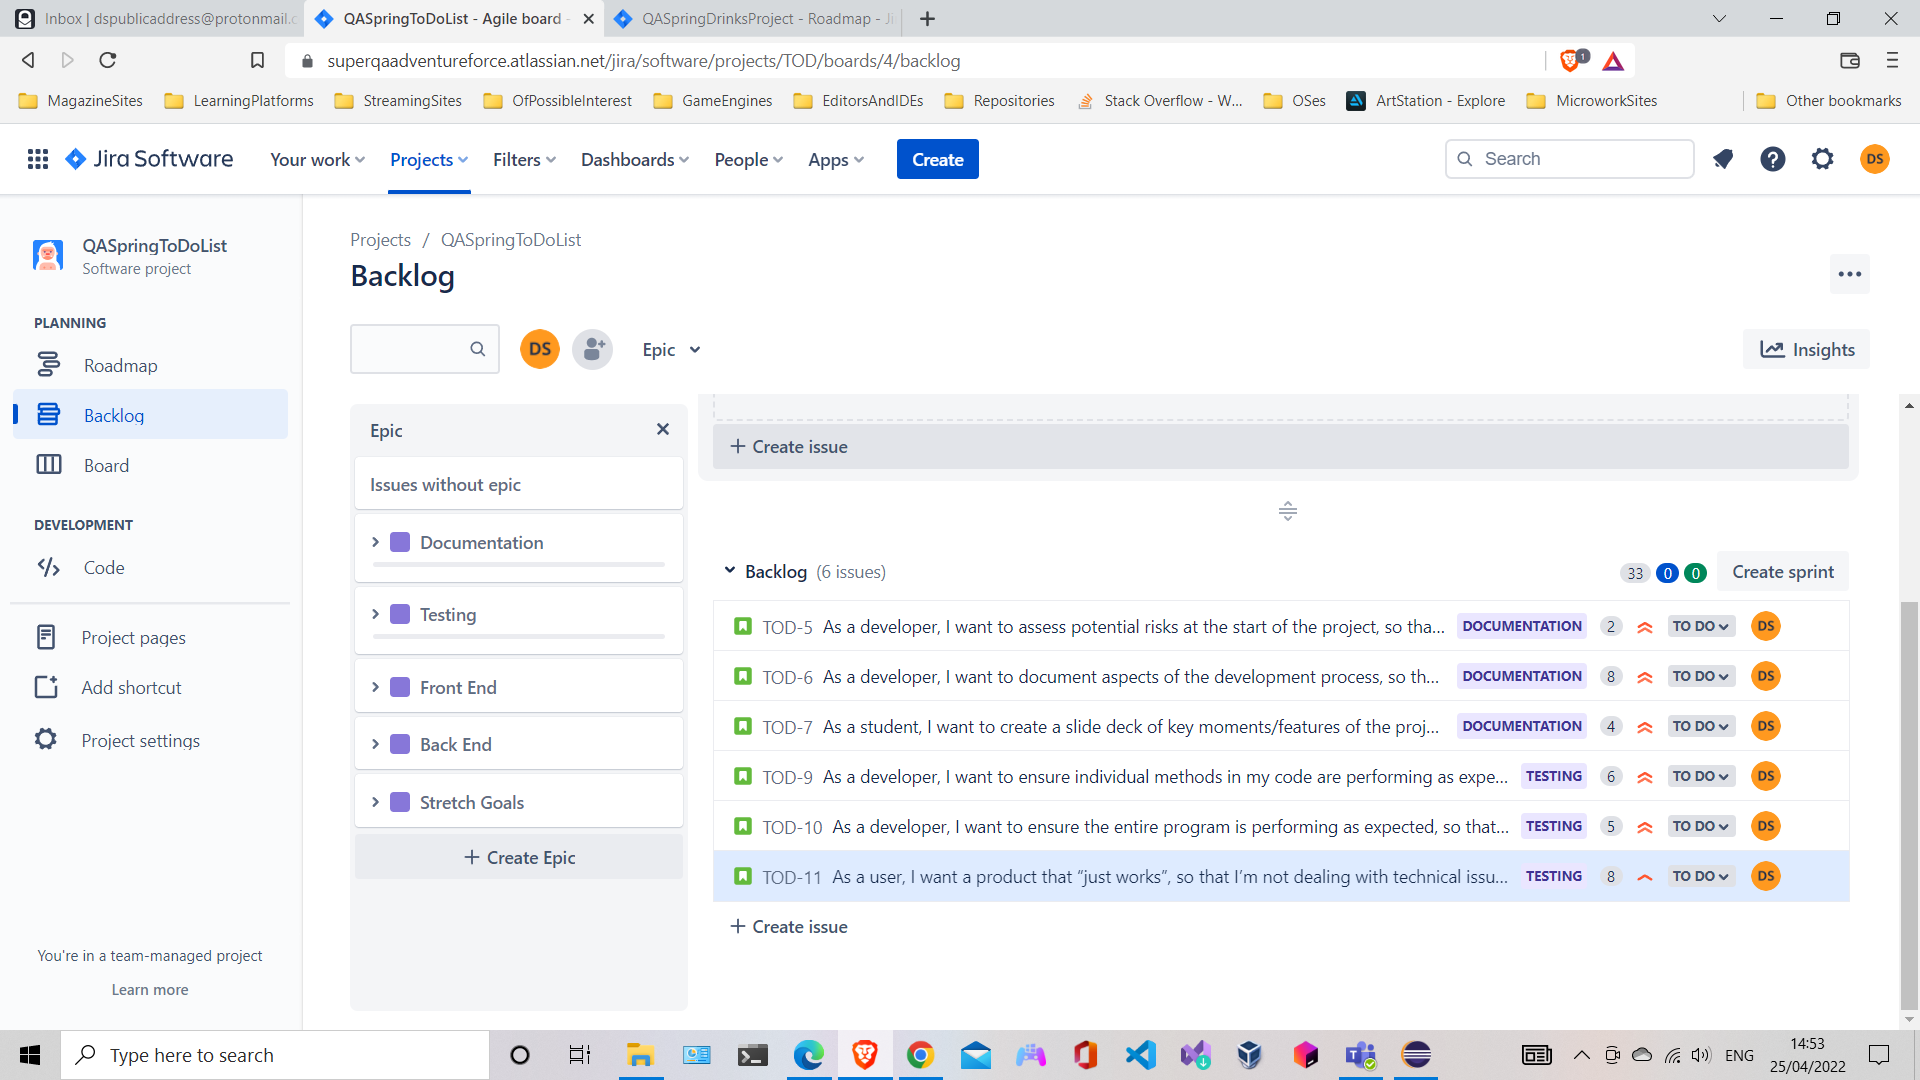 Inbox | dspublicaddress@protonmail.c
QASpringToDoList - Agile board -
QASpringDrinksProject - Roadmap - Ji
superqaadventureforce.atlassian.net/jira/software/projects/TOD/boards/4/backlog
1
MagazineSites
LearningPlatforms
StreamingSites
OfPossibleInterest
GameEngines
EditorsAndIDEs
Repositories
Stack Overflow - W...
OSes
ArtStation - Explore
MicroworkSites
Other bookmarks
Jira Software
Your work
Projects
Filters
Dashboards
People
Apps
Create
Search
DS
QASpringToDoList
Software project
PLANNING
Roadmap
Backlog
Board
DEVELOPMENT
Code
Project pages
Add shortcut
Project settings
You're in a team-managed project
Learn more
Projects / QASpringToDoList
Backlog
DS
Epic
Insights
Epic
Issues without epic
Documentation
Testing
Front End
Back End
Stretch Goals
+ Create Epic
+ Create issue
Backlog (6 issues)
33 0 0
Create sprint
TOD-5 As a developer, I want to assess potential risks at the start of the project, so tha... DOCUMENTATION 2 TO DO DS
TOD-6 As a developer, I want to document aspects of the development process, so th... DOCUMENTATION 8 TO DO DS
TOD-7 As a student, I want to create a slide deck of key moments/features of the proj... DOCUMENTATION 4 TO DO DS
TOD-9 As a developer, I want to ensure individual methods in my code are performing as expe... TESTING 6 TO DO DS
TOD-10 As a developer, I want to ensure the entire program is performing as expected, so that... TESTING 5 TO DO DS
TOD-11 As a user, I want a product that “just works”, so that I’m not dealing with technical issu... TESTING 8 TO DO DS
+ Create issue
Type here to search
ENG
14:53
25/04/2022